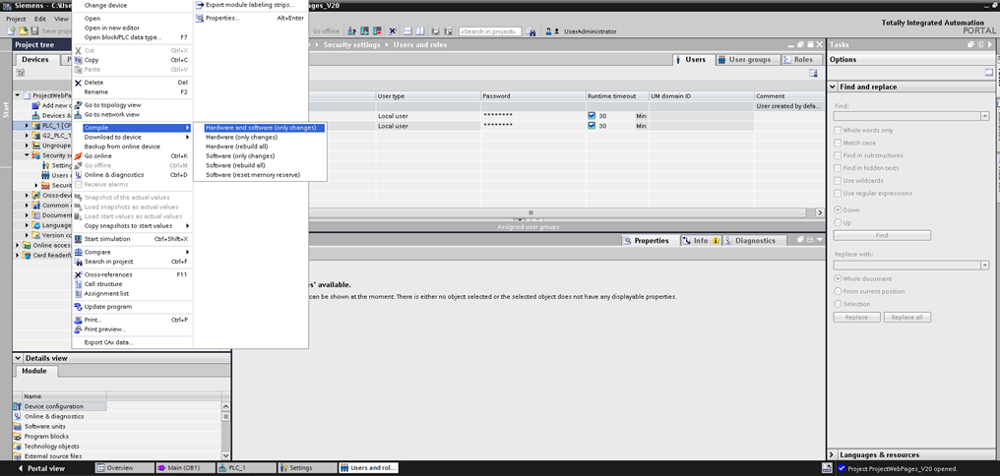 Siemens - C:\Use
_V20
Project Edit View
Save proje
Go offline
<Search in project>
UserAdministrator
Totally Integrated Automation
PORTAL
Project tree
Devices
Start
ProjectWebPa
Add new d
Devices &
PLC_1 [CP
G2_PLC_1
Ungroupe
Security se
Setting
Users
Securi
Cross-devi
Common
Document
Language
Version co
Online access
Card Reader/U
Change device
Open
Open in new editor
Open block/PLC data type... F7
Cut Ctrl+X
Copy Ctrl+C
Paste Ctrl+V
Delete Del
Rename F2
Go to topology view
Go to network view
Compile
Download to device
Backup from online device
Go online Ctrl+K
Go offline Ctrl+M
Online & diagnostics Ctrl+D
Receive alarms
Snapshot of the actual values
Load snapshots as actual values
Load start values as actual values
Copy snapshots to start values
Start simulation Ctrl+Shift+X
Compare
Search in project Ctrl+F
Cross-references F11
Call structure
Assignment list
Update program
Print... Ctrl+P
Print preview...
Export CAx data...
Export module labeling strips...
Properties... Alt+Enter
Hardware and software (only changes)
Hardware (only changes)
Hardware (rebuild all)
Software (only changes)
Software (rebuild all)
Software (reset memory reserve)
Security settings Users and roles
Users User groups Roles
User type Password Runtime timeout UM domain ID Comment
User created by defa...
Local user ******** 30 Min
Local user ******** 30 Min
Assigned user groups
Properties Info Diagnostics
s' available.
can be shown at the moment. There is either no object selected or the selected object does not have any displayable properties.
Tasks
Options
Find and replace
Find:
Whole words only
Match case
Find in substructures
Find in hidden texts
Use wildcards
Use regular expressions
Down
Up
Find
Replace with:
Whole document
From current position
Selection
Replace Replace all
Languages & resources
Details view
Module
Name
Device configuration
Online & diagnostics
Software units
Program blocks
Technology objects
External source files
Portal view Overview Main (OB1) PLC_1 Settings Users and rol...
Project ProjectWebPages_V20 opened.